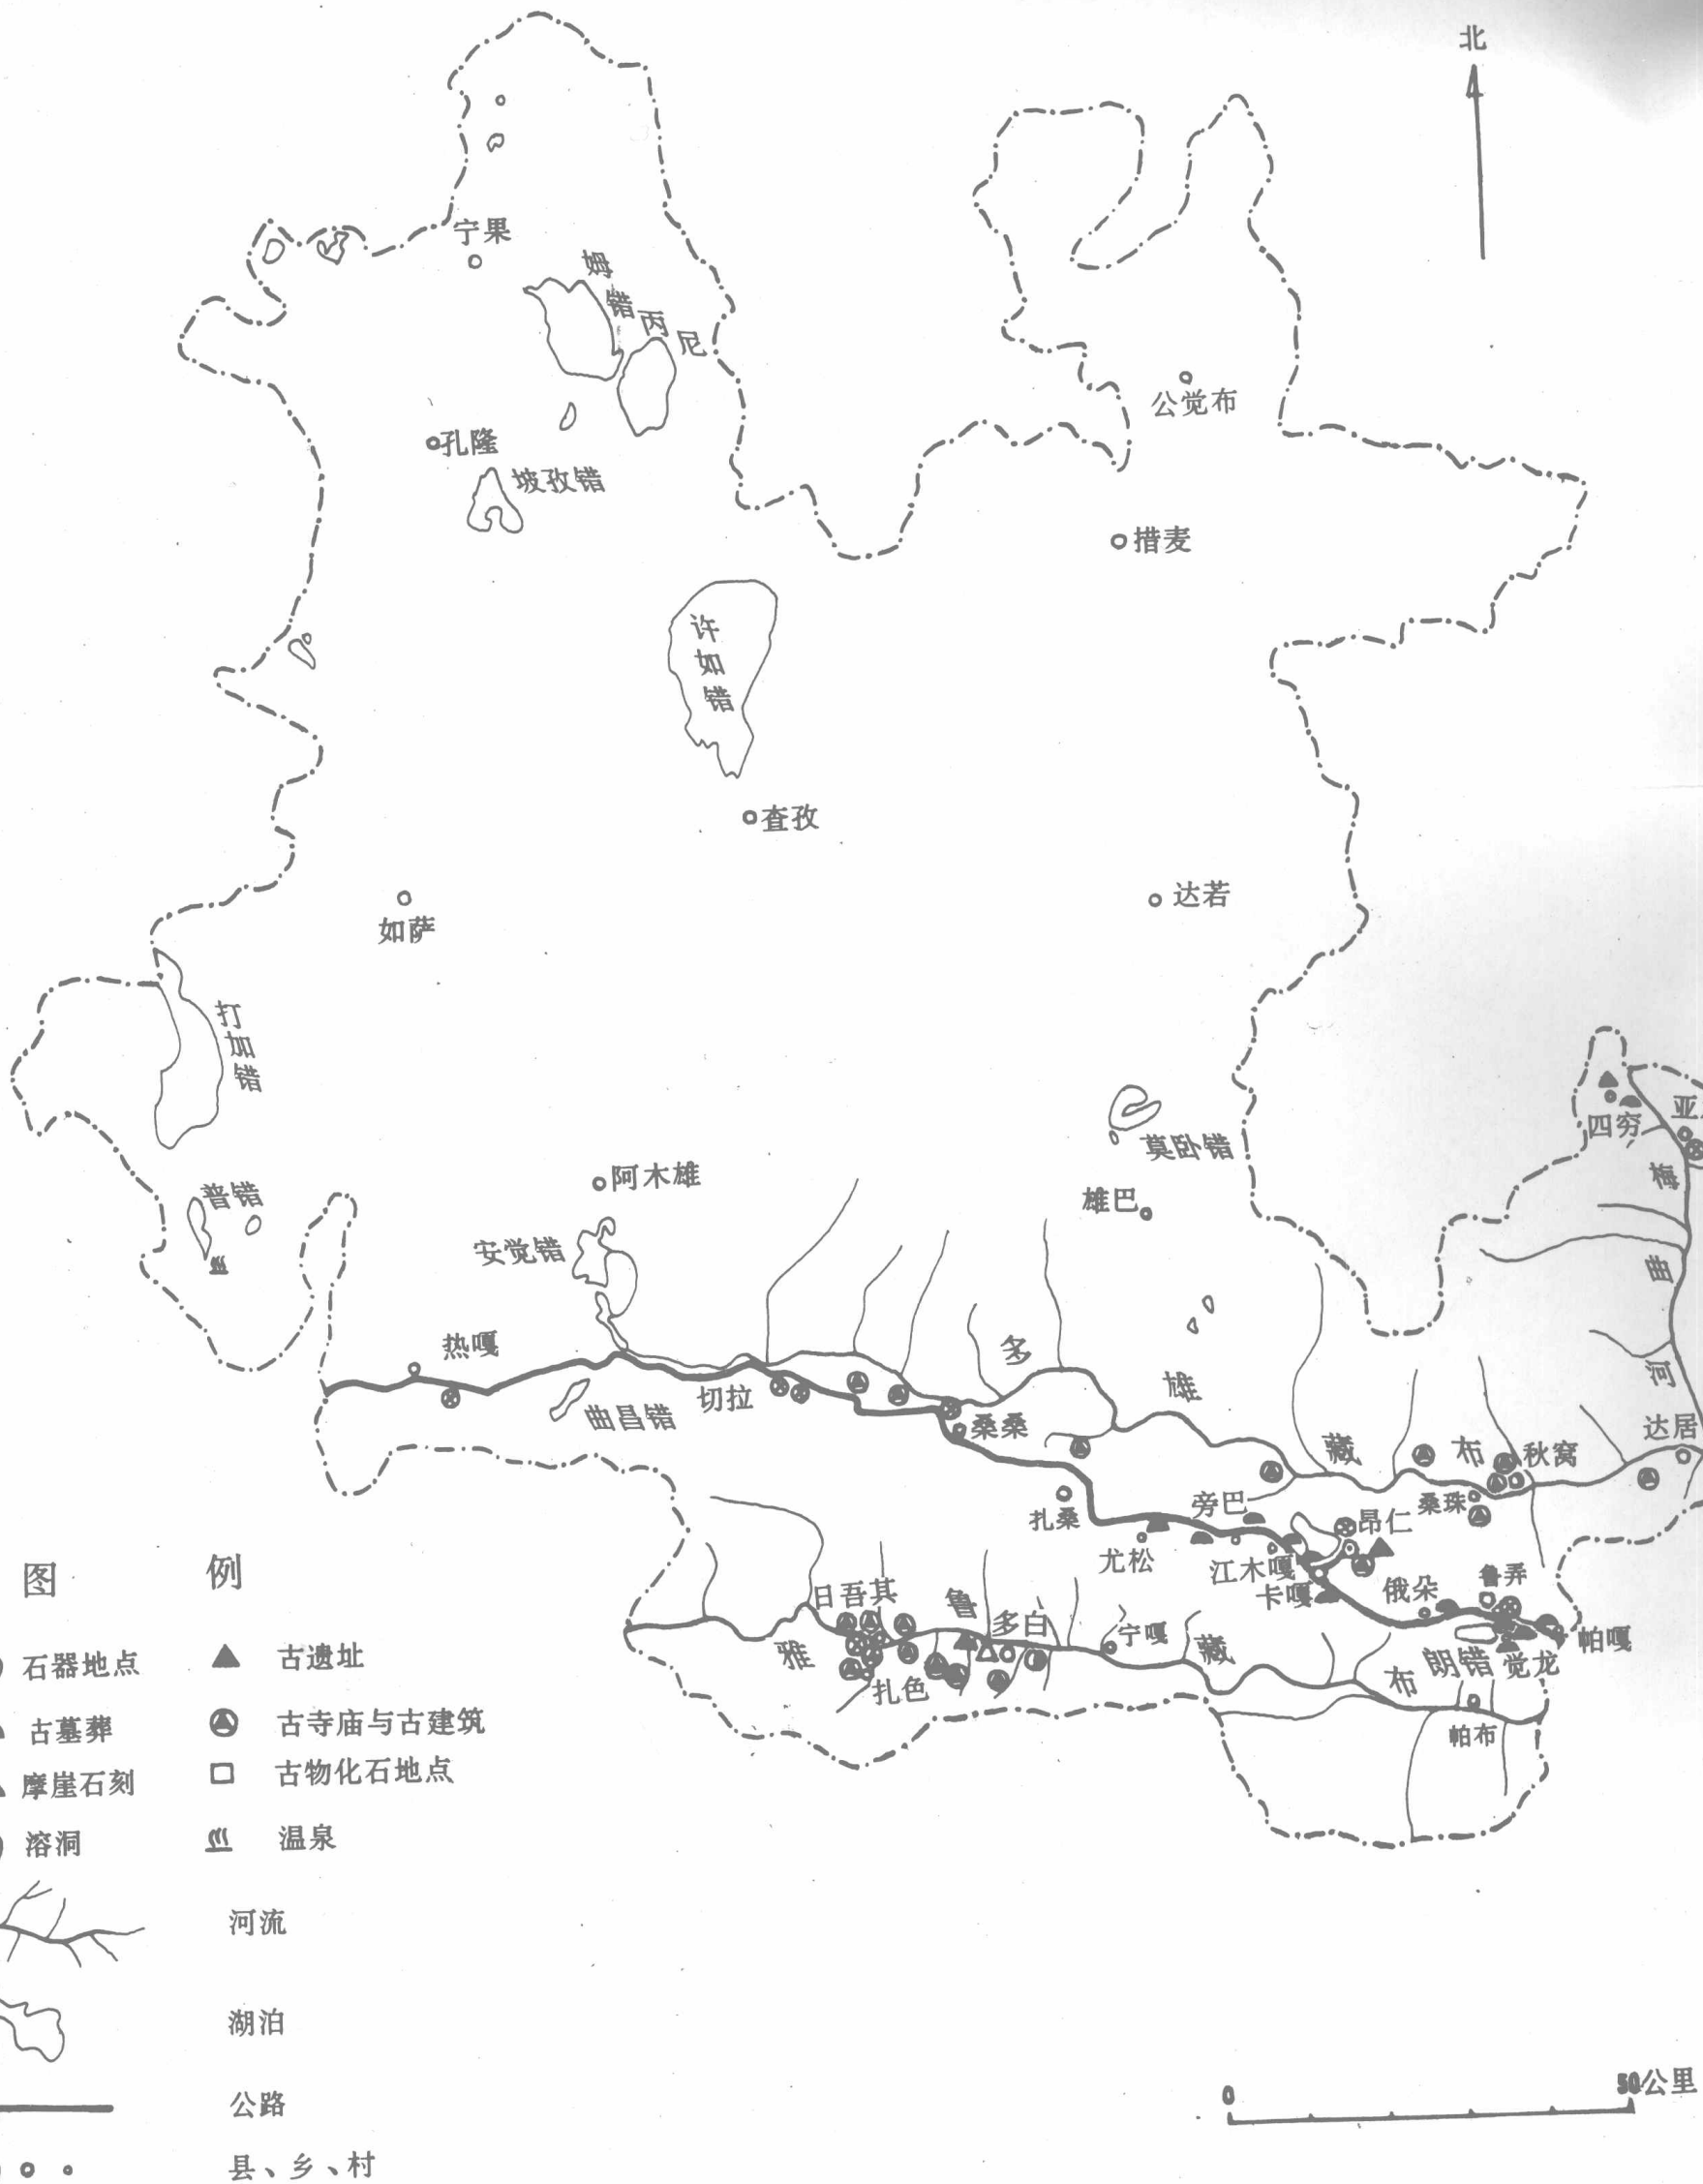 北
宁果
姆错丙尼
公觉布
孔隆
坡孜错
措麦
许如错
查孜
如萨
达若
打加错
四穷
亚
莫卧错
梅曲河
阿木雄
普错
雄巴
安觉错
热嘎
多雄藏布
切拉
曲昌错
桑桑
达居
秋窝
扎桑
旁巴
桑珠
昂仁
尤松
江木嘎
卡嘎
俄朵
鲁弄
日吾其
雅鲁藏布
多白
宁嘎
帕嘎
朗错
觉龙
扎色
帕布
图例
石器地点
古遗址
古墓葬
古寺庙与古建筑
摩崖石刻
古物化石地点
溶洞
温泉
河流
湖泊
公路
县、乡、村
0 50公里